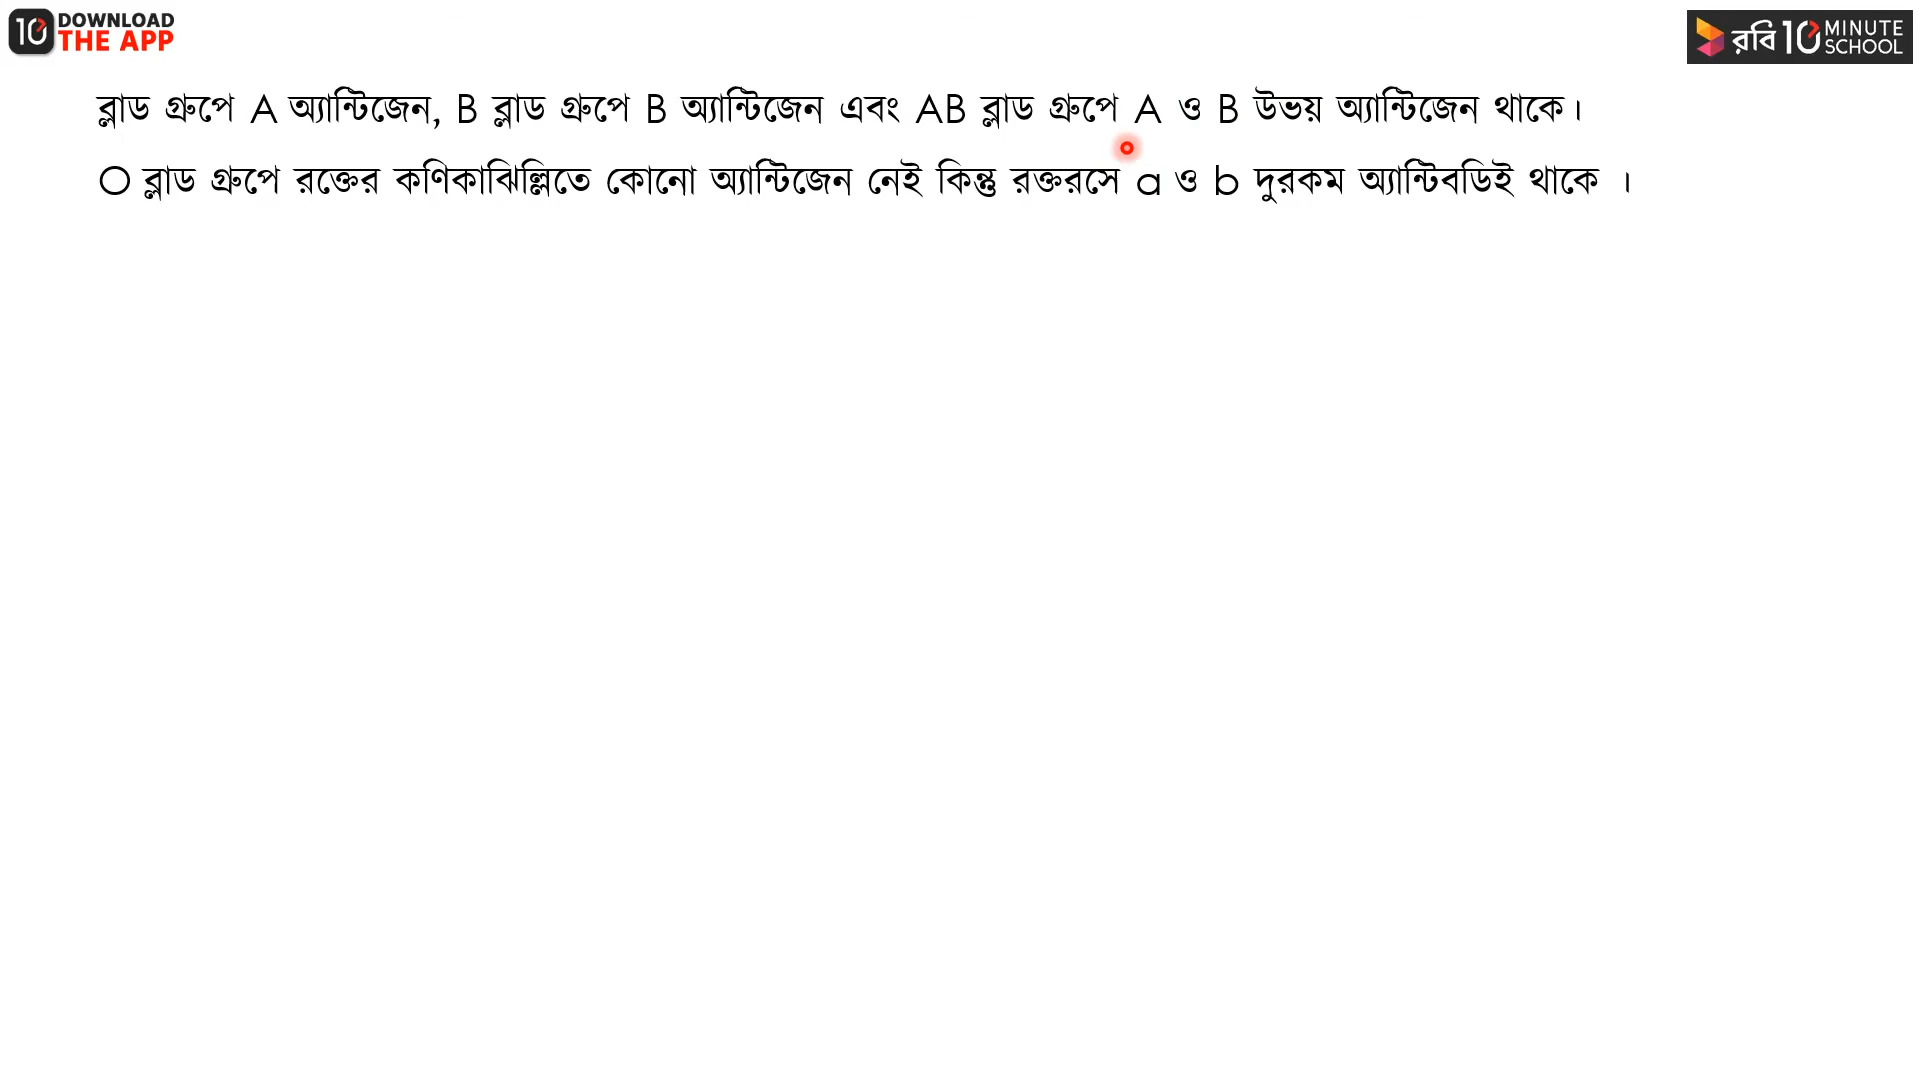 10 DOWNLOAD
THE APP
রবি 10 MINUTE
SCHOOL
ব্লাড গ্রুপে A অ্যান্টিজেন, B ব্লাড গ্রুপে B অ্যান্টিজেন এবং AB ব্লাড গ্রুপে A ও B উভয় অ্যান্টিজেন থাকে।
O ব্লাড গ্রুপে রক্তের কণিকাঝিল্লিতে কোনো অ্যান্টিজেন নেই কিন্তু রক্তরসে a ও b দুরকম অ্যান্টিবডিই থাকে ।